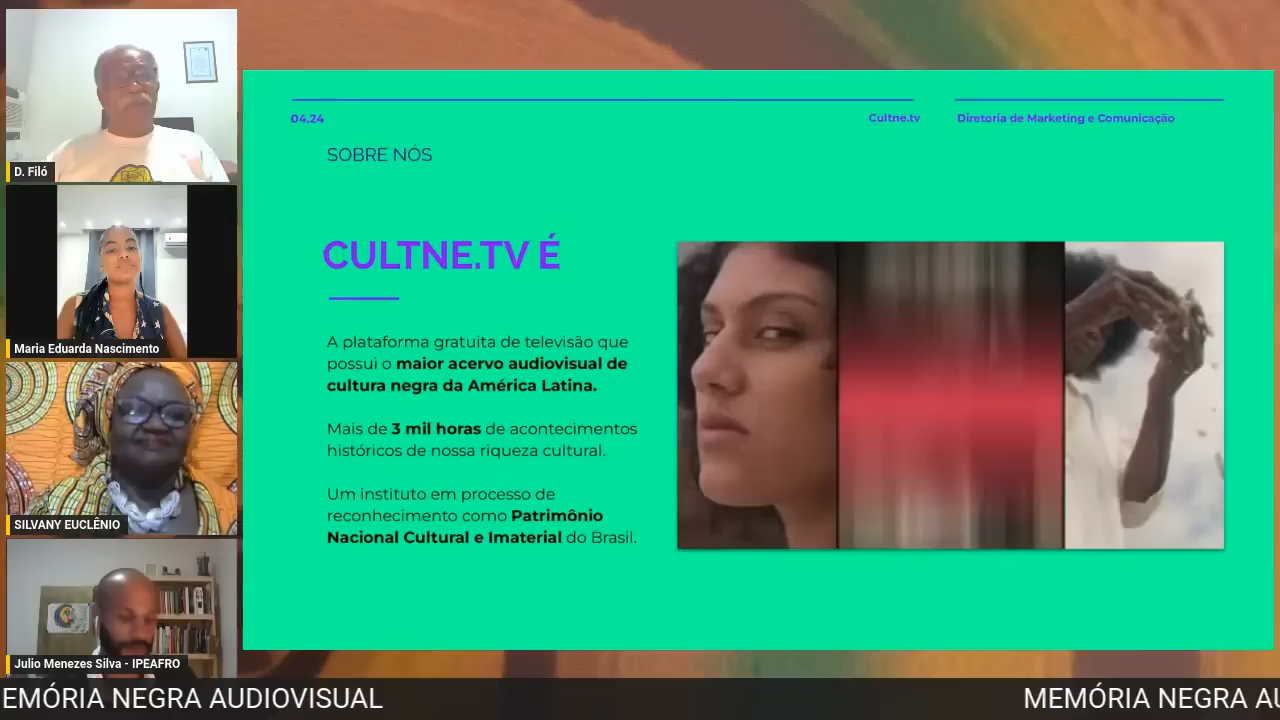 D. Filó
Maria Eduarda Nascimento
SILVANY EUCLÊNIO
Julio Menezes Silva - IPEAFRO
04.24
Cultne.tv
Diretoria de Marketing e Comunicação
SOBRE NÓS
CULTNE.TV É
A plataforma gratuita de televisão que
possui o maior acervo audiovisual de
cultura negra da América Latina.
Mais de 3 mil horas de acontecimentos
históricos de nossa riqueza cultural.
Um instituto em processo de
reconhecimento como Patrimônio
Nacional Cultural e Imaterial do Brasil.
EMÓRIA NEGRA AUDIOVISUAL
MEMÓRIA NEGRA AU